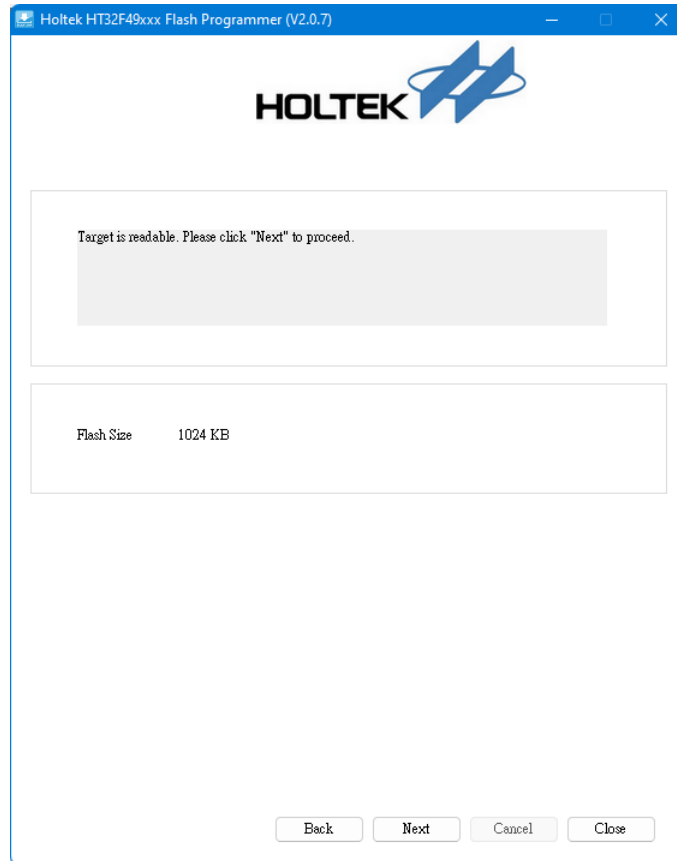 Holtek HT32F49xxx Flash Programmer (V2.0.7)
HOLTEK
Target is readable. Please click "Next" to proceed.
Flash Size 1024 KB
Back Next Cancel Close